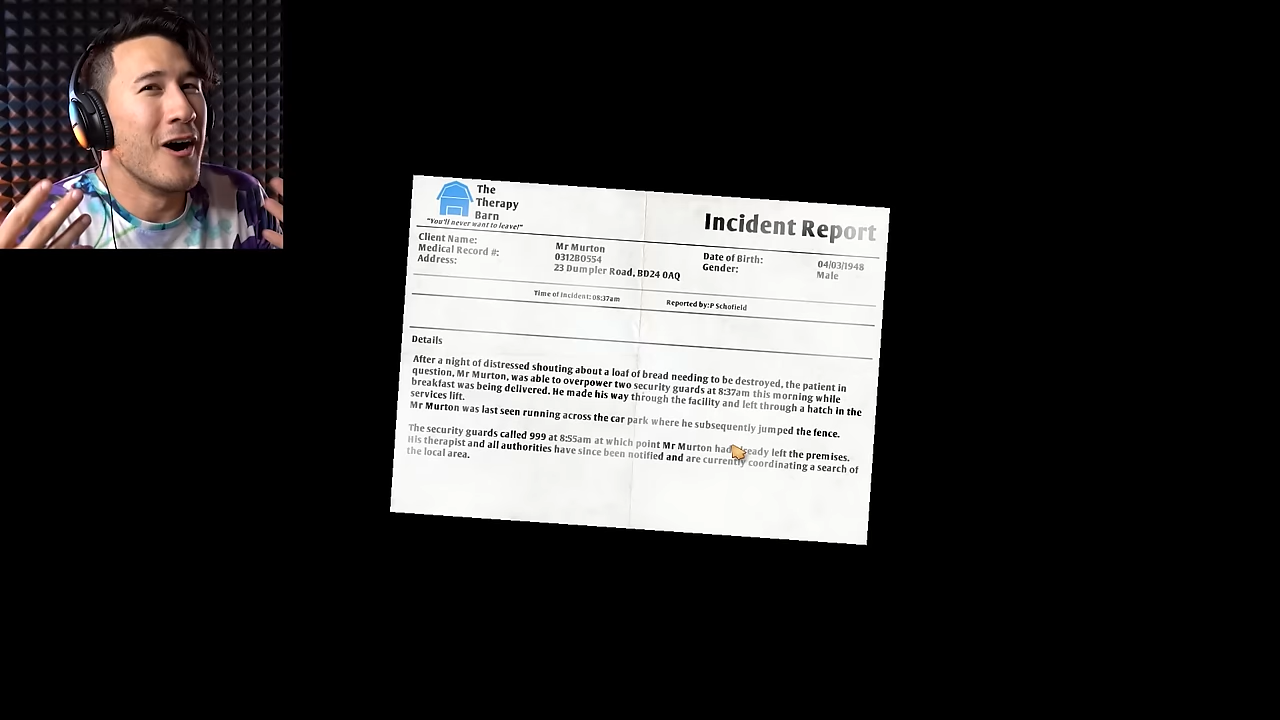 The
Therapy
Barn
"You'll never want to leave!"
Incident Report
Client Name: Mr Murton Date of Birth: 04/03/1948
Medical Record #: 0312B0554 Gender: Male
Address: 23 Dumpler Road, BD24 0AQ
Time of Incident: 08:37am Reported by:P Schofield
Details
After a night of distressed shouting about a loaf of bread needing to be destroyed, the patient in
question, Mr Murton, was able to overpower two security guards at 8:37am this morning while
breakfast was being delivered. He made his way through the facility and left through a hatch in the
services lift.
Mr Murton was last seen running across the car park where he subsequently jumped the fence.
The security guards called 999 at 8:55am at which point Mr Murton had already left the premises.
His therapist and all authorities have since been notified and are currently coordinating a search of
the local area.